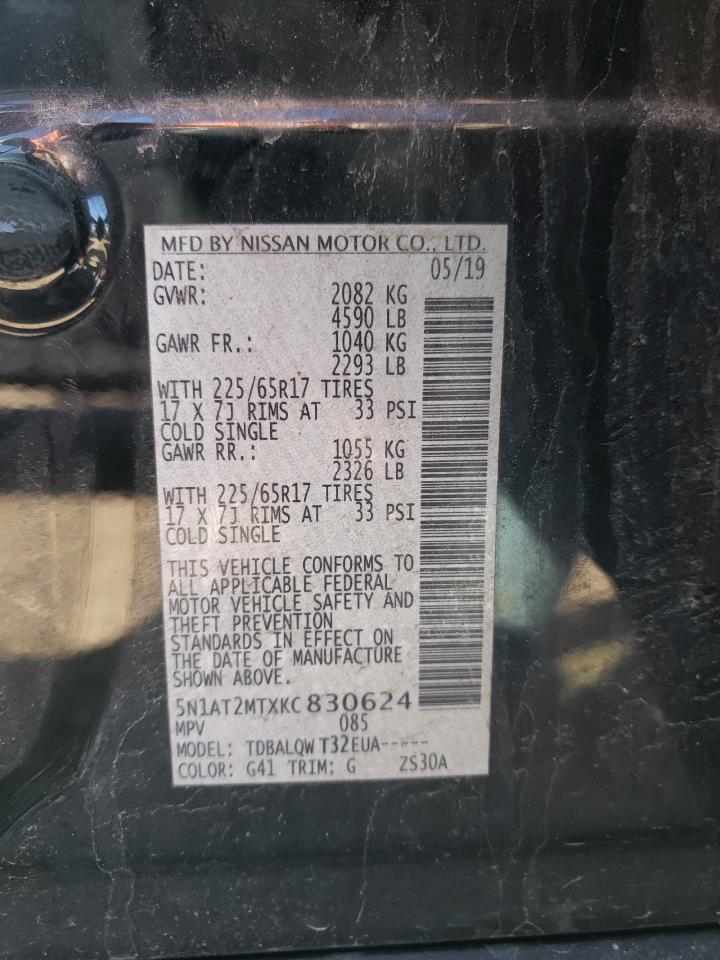 MFD BY NISSAN MOTOR CO., LTD.
DATE: 05/19
GVWR: 2082 KG
4590 LB
GAWR FR.: 1040 KG
2293 LB
WITH 225/65R17 TIRES
17 X 7J RIMS AT 33 PSI
COLD SINGLE
GAWR RR.: 1055 KG
2326 LB
WITH 225/65R17 TIRES
17 X 7J RIMS AT 33 PSI
COLD SINGLE
THIS VEHICLE CONFORMS TO
ALL APPLICABLE FEDERAL
MOTOR VEHICLE SAFETY AND
THEFT PREVENTION
STANDARDS IN EFFECT ON
THE DATE OF MANUFACTURE
SHOWN ABOVE.
5N1AT2MTXKC830624
MPV 085
MODEL: TDBALQW T32EUA-----
COLOR: G41 TRIM: G ZS30A